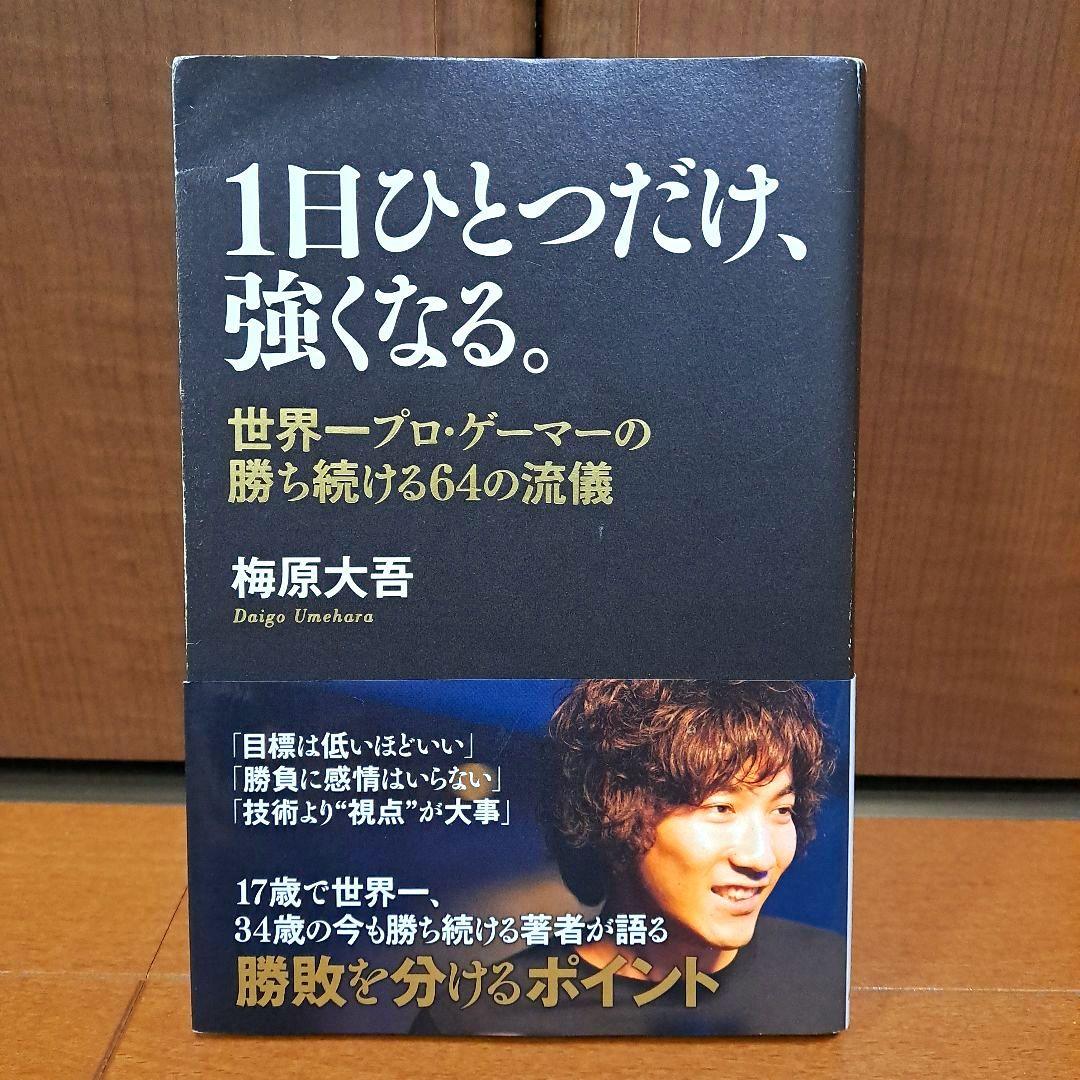 1日ひとつだけ、
強くなる。
世界一プロ・ゲーマーの
勝ち続ける64の流儀
梅原大吾
Daigo Umehara
「目標は低いほどいい」
「勝負に感情はいらない」
「技術より“視点”が大事」
17歳で世界一、
34歳の今も勝ち続ける著者が語る
勝敗を分けるポイント